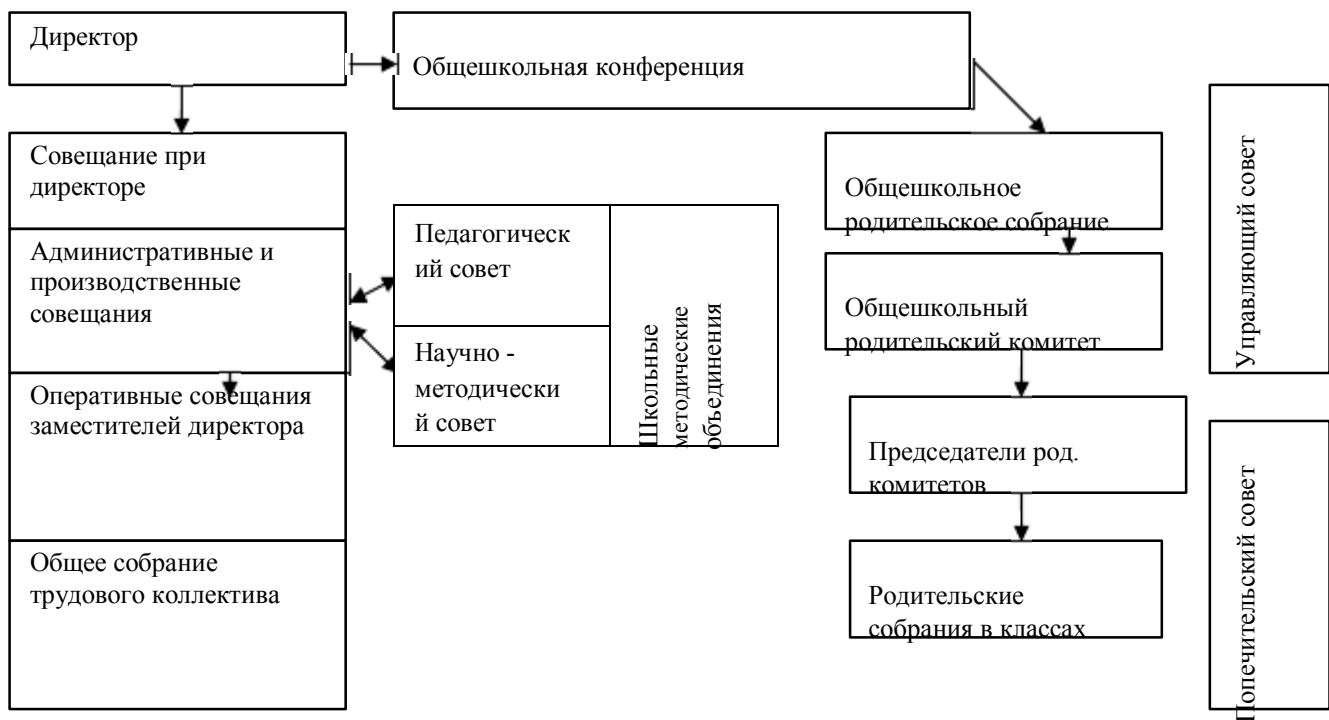 Директор
Общешкольная конференция
Совещание при
директоре
Административные и
производственные
совещания
Оперативные совещания
заместителей директора
Общее собрание
трудового коллектива
Педагогическ
ий совет
Научно -
методически
й совет
Школьные
методические
объединения
Общешкольное
родительское собрание
Общешкольный
родительский комитет
Председатели род.
комитетов
Родительские
собрания в классах
Управляющий совет
Попечительский совет